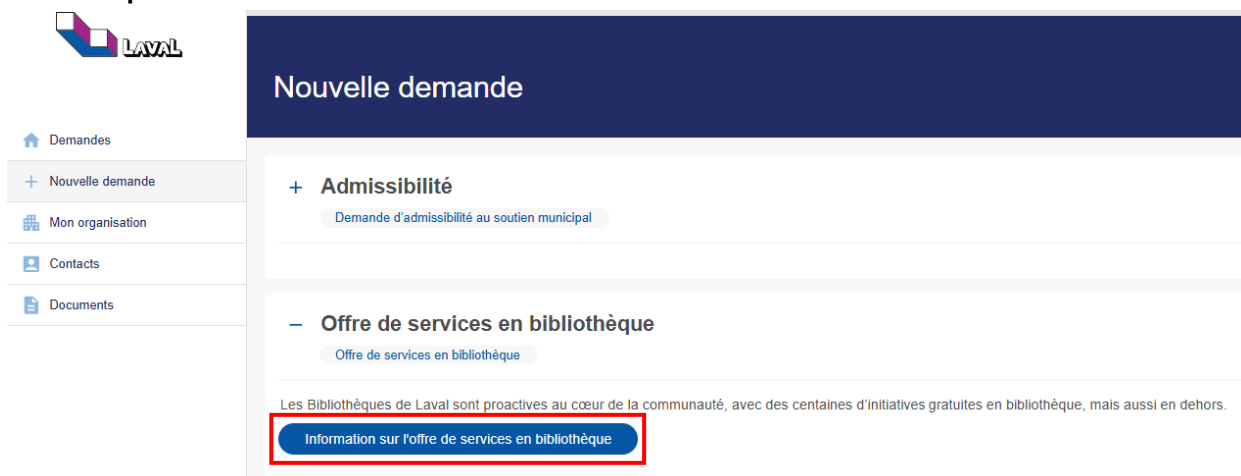 LAVAL
Nouvelle demande
Demandes
Nouvelle demande
Mon organisation
Contacts
Documents
+ Admissibilité
Demande d'admissibilité au soutien municipal
– Offre de services en bibliothèque
Offre de services en bibliothèque
Les Bibliothèques de Laval sont proactives au cœur de la communauté, avec des centaines d'initiatives gratuites en bibliothèque, mais aussi en dehors.
Information sur l'offre de services en bibliothèque